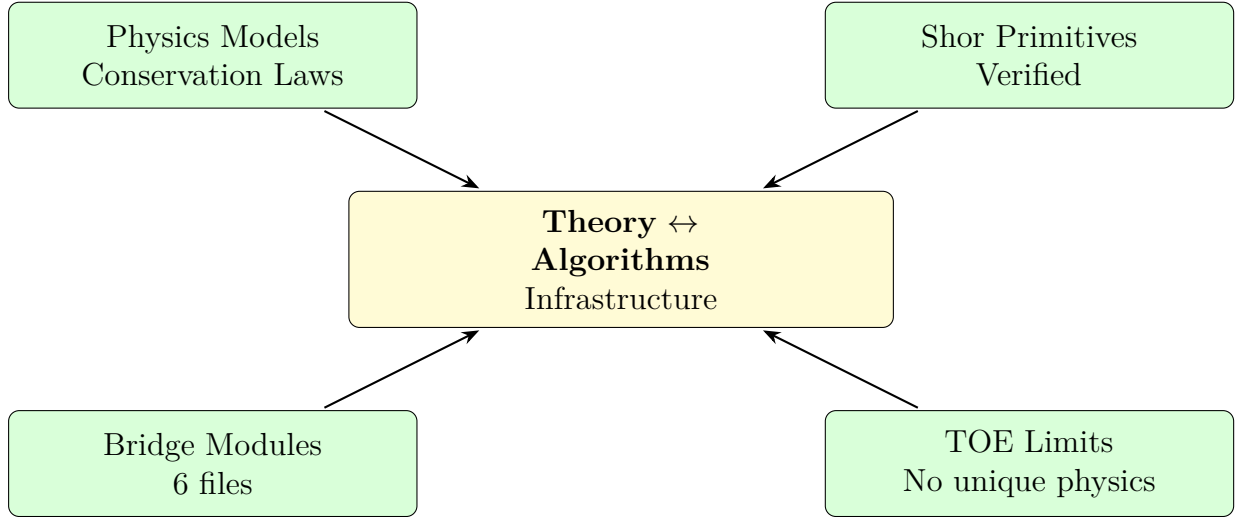 Physics Models
Conservation Laws
Shor Primitives
Verified
Theory ↔
Algorithms
Infrastructure
Bridge Modules
6 files
TOE Limits
No unique physics